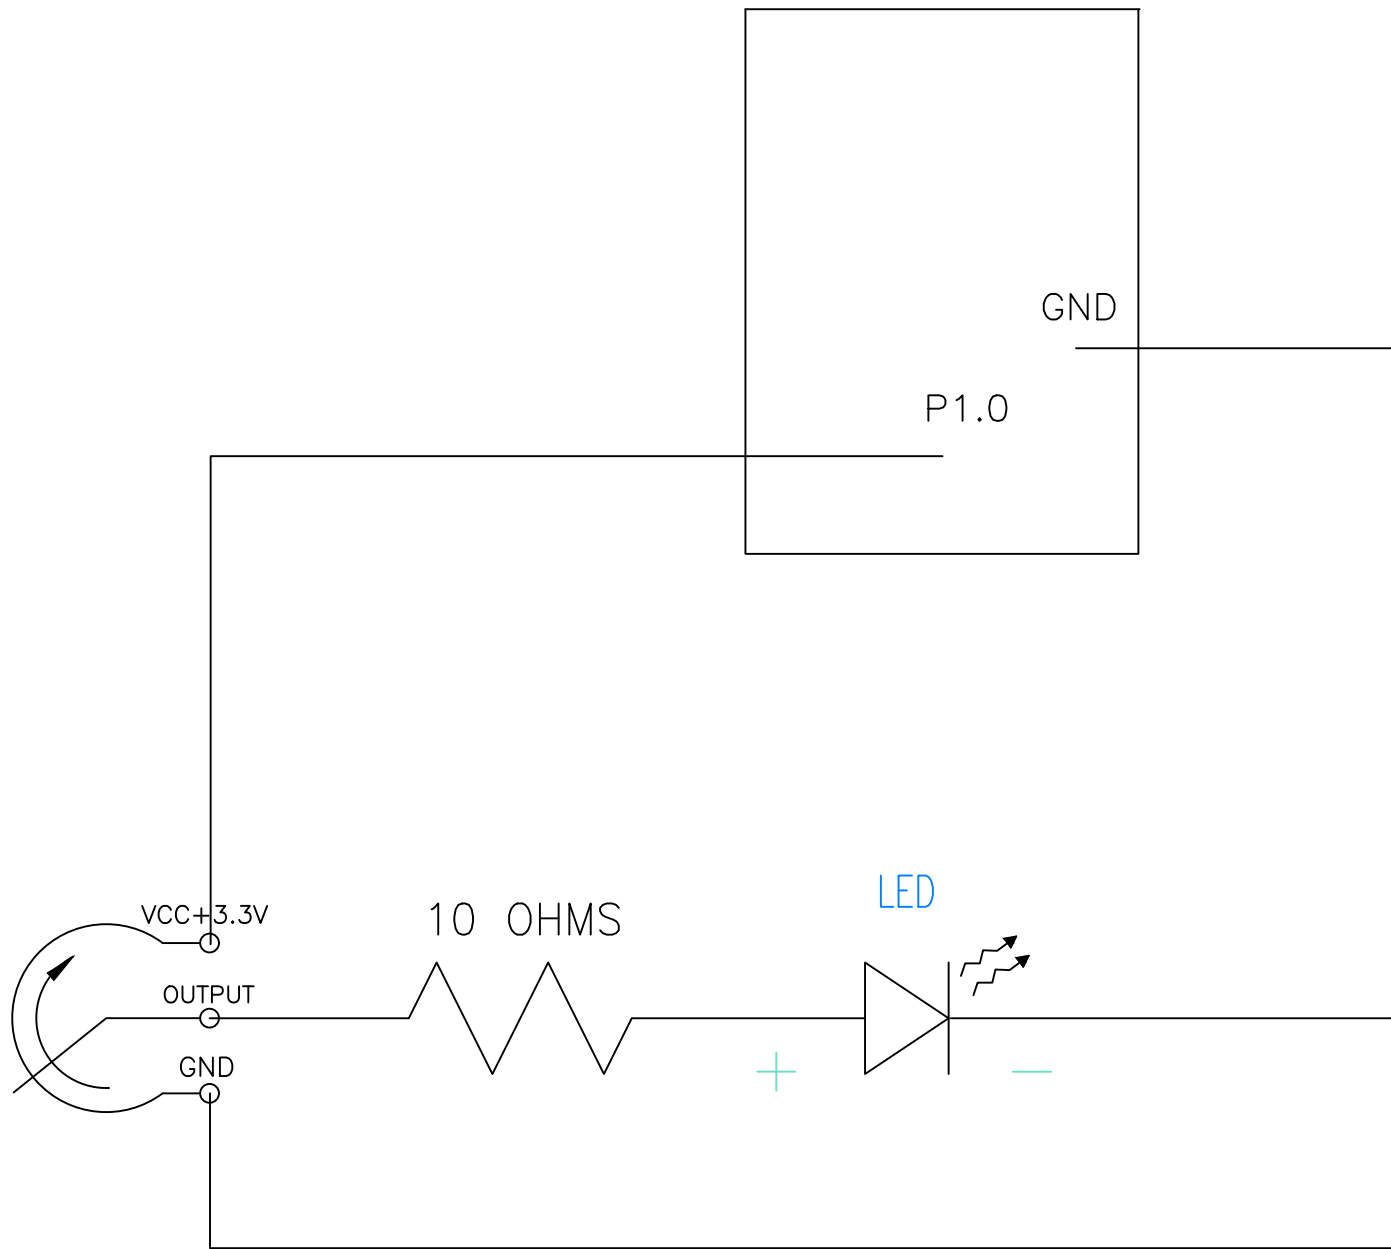 GND
P1.0
LED
VCC+3.3V
10 OHMS
OUTPUT
GND
+
-